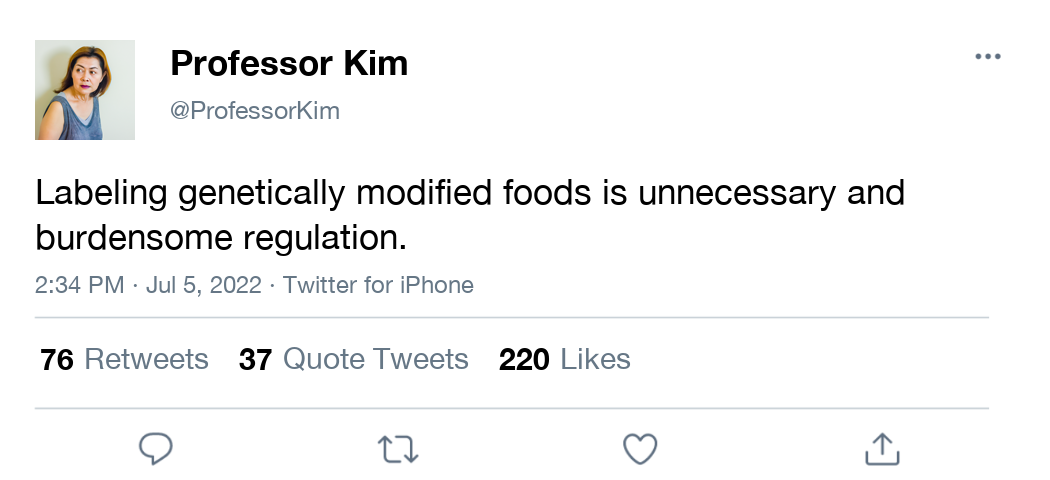 Professor Kim
@ProfessorKim
Labeling genetically modified foods is unnecessary and
burdensome regulation.
2:34 PM · Jul 5, 2022 · Twitter for iPhone
76 Retweets 37 Quote Tweets 220 Likes